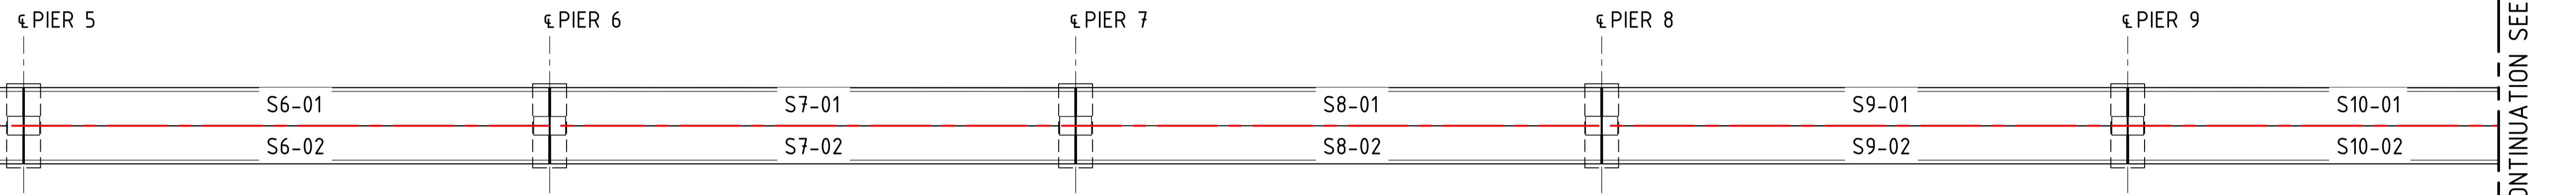 ℄ PIER 5
℄ PIER 6
℄ PIER 7
℄ PIER 8
℄ PIER 9
S6-01
S7-01
S8-01
S9-01
S10-01
S6-02
S7-02
S8-02
S9-02
S10-02
ONTINUATION SEE